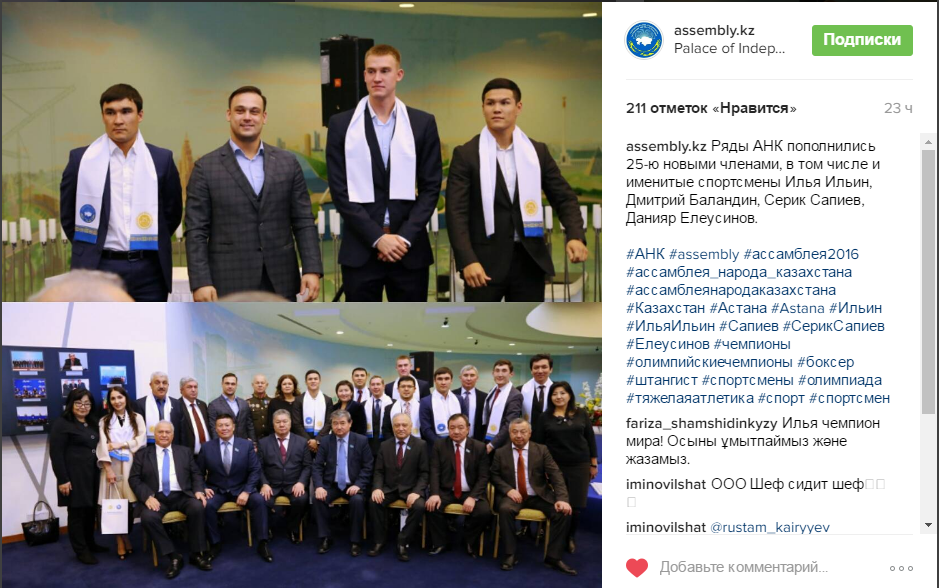 assembly.kz
Palace of Indep...
Подписки
211 отметок «Нравится»
23 ч
assembly.kz Ряды АНК пополнились
25-ю новыми членами, в том числе и
именитые спортсмены Илья Ильин,
Дмитрий Баландин, Серик Сапиев,
Данияр Елеусинов.
#АНК #assembly #ассамблея2016
#ассамблея_народа_казахстана
#ассамблеянародаказахстана
#Казахстан #Астана #Astana #Ильин
#ИльяИльин #Сапиев #СерикСапиев
#Елеусинов #чемпионы
#олимпийскиечемпионы #боксер
#штангист #спортсмены #олимпиада
#тяжелаяатлетика #спорт #спортсмен
fariza_shamshidinkyzy Илья чемпион
мира! Осыны ұмытпаймыз және
жазамыз.
iminovilshat ООО Шеф сидит шеф
iminovilshat @rustam_kairyyev
Добавьте комментарий...